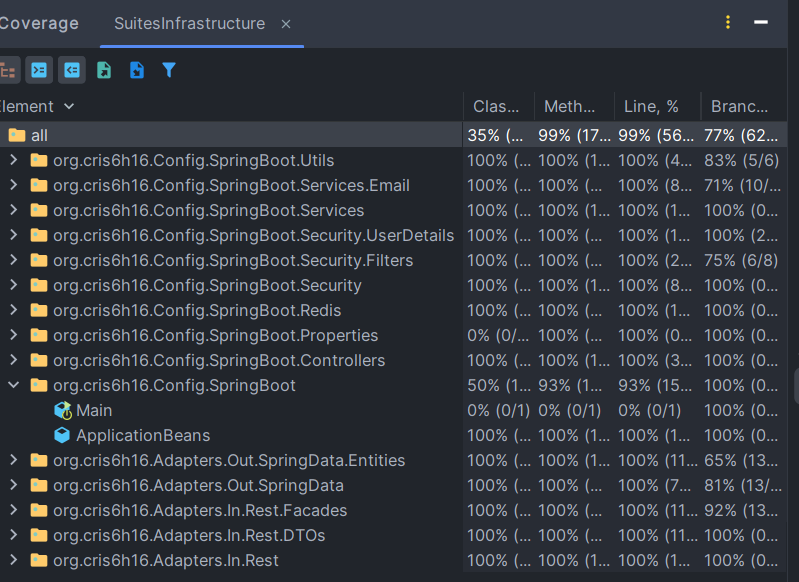 Coverage SuitesInfrastructure ×
Element Clas... Meth... Line, % Branc...
all 35% (... 99% (17... 99% (56... 77% (62...
org.cris6h16.Config.SpringBoot.Utils 100% (... 100% (1... 100% (4... 83% (5/6)
org.cris6h16.Config.SpringBoot.Services.Email 100% (... 100% (... 100% (8... 71% (10/...
org.cris6h16.Config.SpringBoot.Services 100% (... 100% (1... 100% (1... 100% (0...
org.cris6h16.Config.SpringBoot.Security.UserDetails 100% (... 100% (... 100% (1... 100% (2...
org.cris6h16.Config.SpringBoot.Security.Filters 100% (... 100% (... 100% (2... 75% (6/8)
org.cris6h16.Config.SpringBoot.Security 100% (... 100% (1... 100% (8... 100% (0...
org.cris6h16.Config.SpringBoot.Redis 100% (... 100% (... 100% (1... 100% (0...
org.cris6h16.Config.SpringBoot.Properties 0% (0/... 100% (... 100% (0... 100% (0...
org.cris6h16.Config.SpringBoot.Controllers 100% (... 100% (1... 100% (3... 100% (0...
org.cris6h16.Config.SpringBoot 50% (1... 93% (1... 93% (15... 100% (0...
Main 0% (0/1) 0% (0/1) 0% (0/1) 100% (0...
ApplicationBeans 100% (... 100% (1... 100% (1... 100% (0...
org.cris6h16.Adapters.Out.SpringData.Entities 100% (... 100% (... 100% (11... 65% (13...
org.cris6h16.Adapters.Out.SpringData 100% (... 100% (... 100% (7... 81% (13/...
org.cris6h16.Adapters.In.Rest.Facades 100% (... 100% (... 100% (11... 92% (13...
org.cris6h16.Adapters.In.Rest.DTOs 100% (... 100% (... 100% (11... 100% (0...
org.cris6h16.Adapters.In.Rest 100% (... 100% (1... 100% (1... 100% (0...